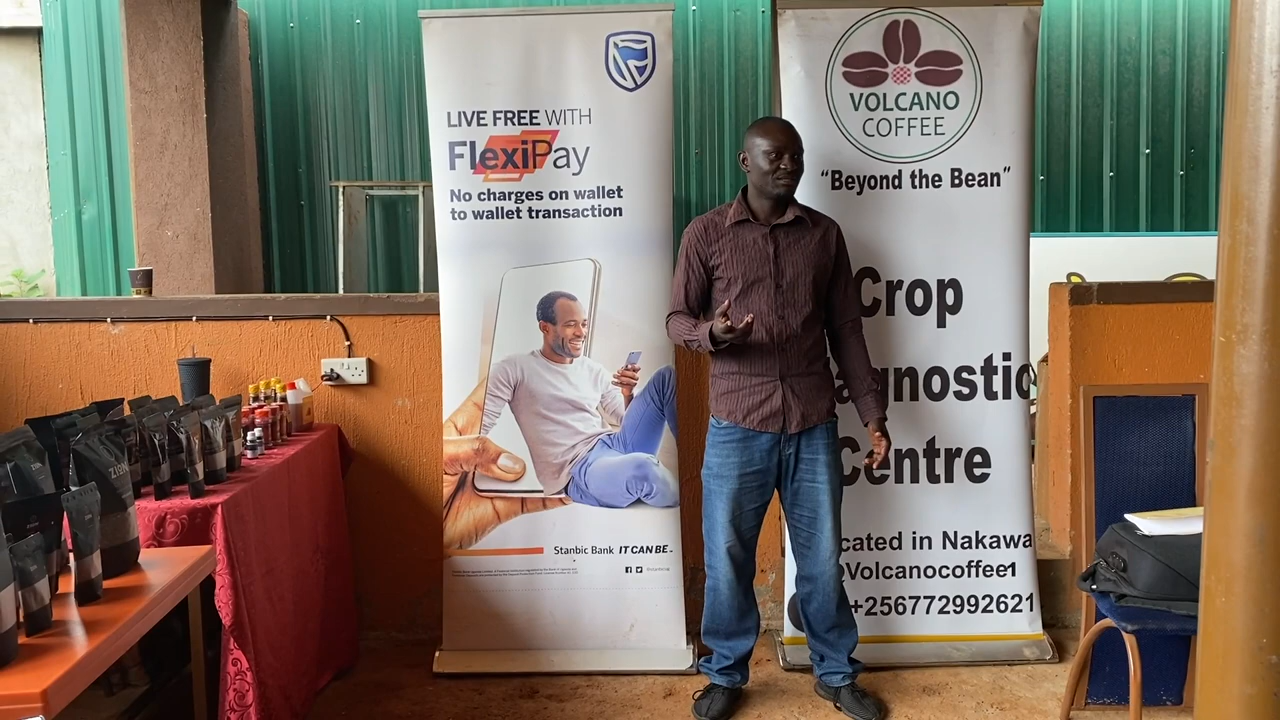 LIVE FREE WITH
FlexiPay
No charges on wallet
to wallet transaction
Stanbic Bank IT CAN BE
VOLCANO
COFFEE
“Beyond the Bean”
Crop
agnostic
Centre
cated in Nakawa
Volcanocoffee1
+256772992621